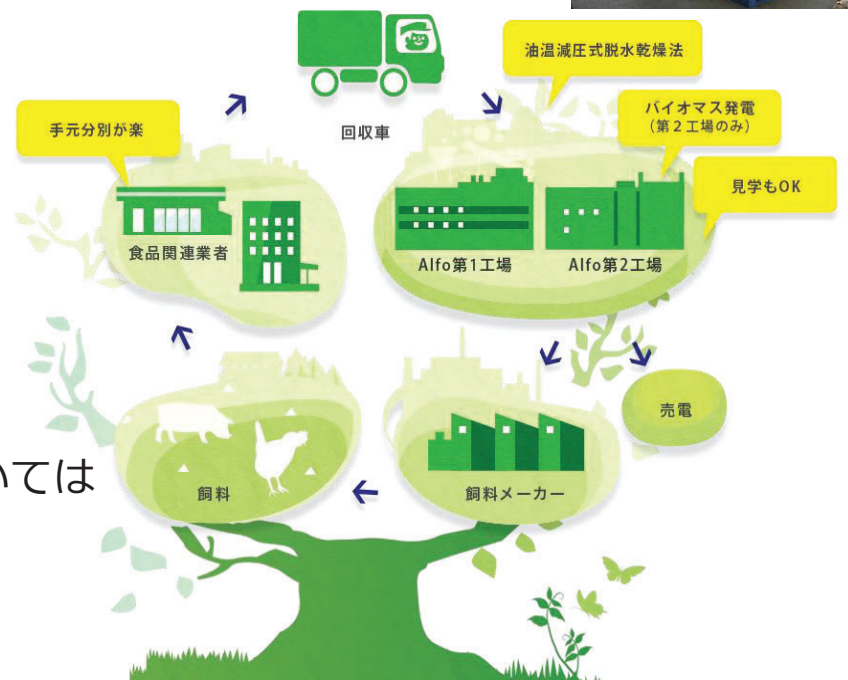 油温減圧式脱水乾燥法
バイオマス発電
(第2工場のみ)
手元分別が楽
回収車
見学もOK
食品関連業者
Alfo第1工場
Alfo第2工場
売電
いては
飼料
飼料メーカー